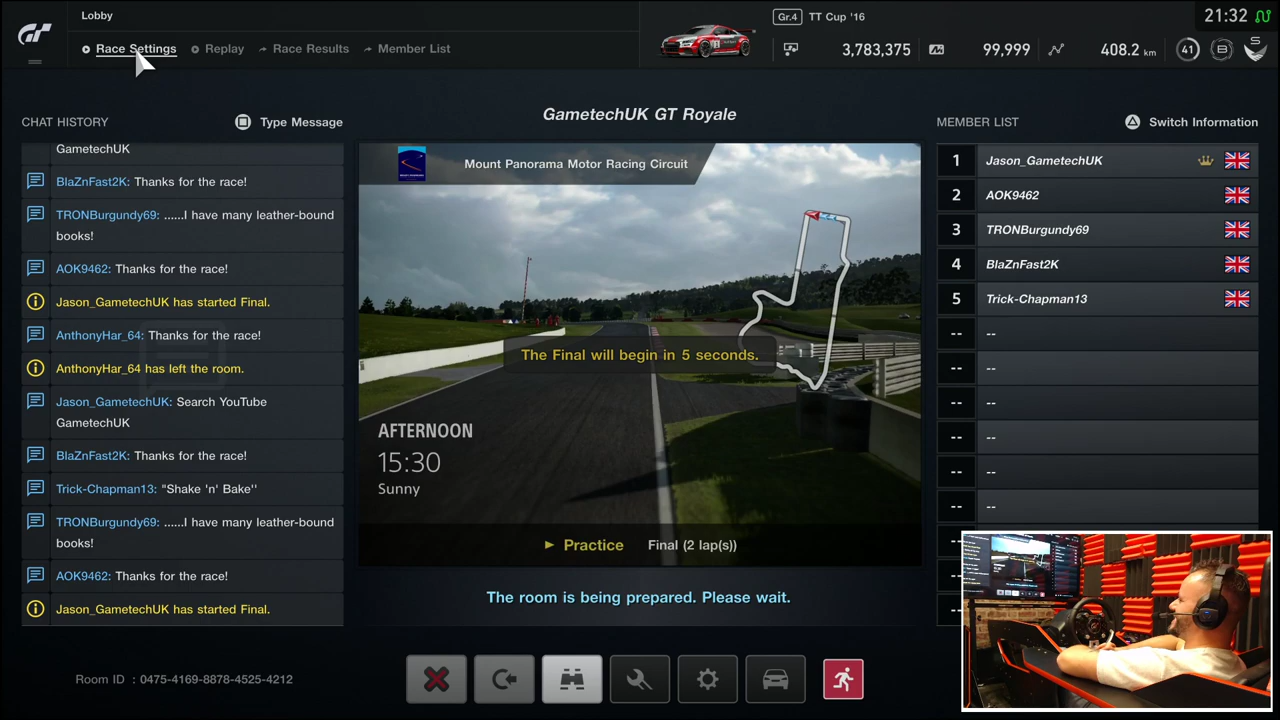 Lobby
Race Settings
Replay
Race Results
Member List
Gr.4
TT Cup '16
3,783,375
99,999
408.2 km
41
B
S
21:32
CHAT HISTORY
Type Message
GametechUK
BlaZnFast2K: Thanks for the race!
TRONBurgundy69: ......I have many leather-bound
books!
AOK9462: Thanks for the race!
Jason_GametechUK has started Final.
AnthonyHar_64: Thanks for the race!
AnthonyHar_64 has left the room.
Jason_GametechUK: Search YouTube
GametechUK
BlaZnFast2K: Thanks for the race!
Trick-Chapman13: "Shake 'n' Bake''
TRONBurgundy69: ......I have many leather-bound
books!
AOK9462: Thanks for the race!
Jason_GametechUK has started Final.
GametechUK GT Royale
Mount Panorama Motor Racing Circuit
The Final will begin in 5 seconds.
AFTERNOON
15:30
Sunny
Practice
Final (2 lap(s))
The room is being prepared. Please wait.
MEMBER LIST
Switch Information
1 Jason_GametechUK
2 AOK9462
3 TRONBurgundy69
4 BlaZnFast2K
5 Trick-Chapman13
-- --
-- --
-- --
-- --
-- --
-- --
--
--
--
Room ID : 0475-4169-8878-4525-4212